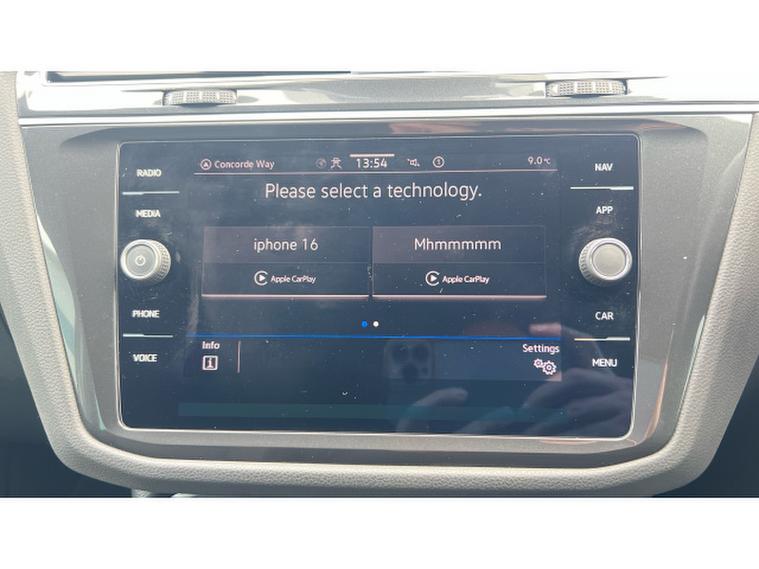 Concorde Way 13:54 9.0°C
Please select a technology.
iphone 16 Mhmmmmm
Apple CarPlay Apple CarPlay
Info Settings
RADIO
MEDIA
PHONE
VOICE
NAV
APP
CAR
MENU